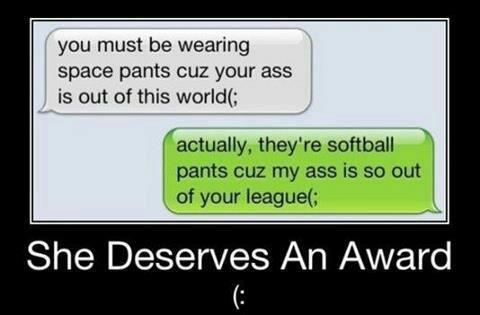 you must be wearing
space pants cuz your ass
is out of this world(;
actually, they're softball
pants cuz my ass is so out
of your league(;
She Deserves An Award
(: